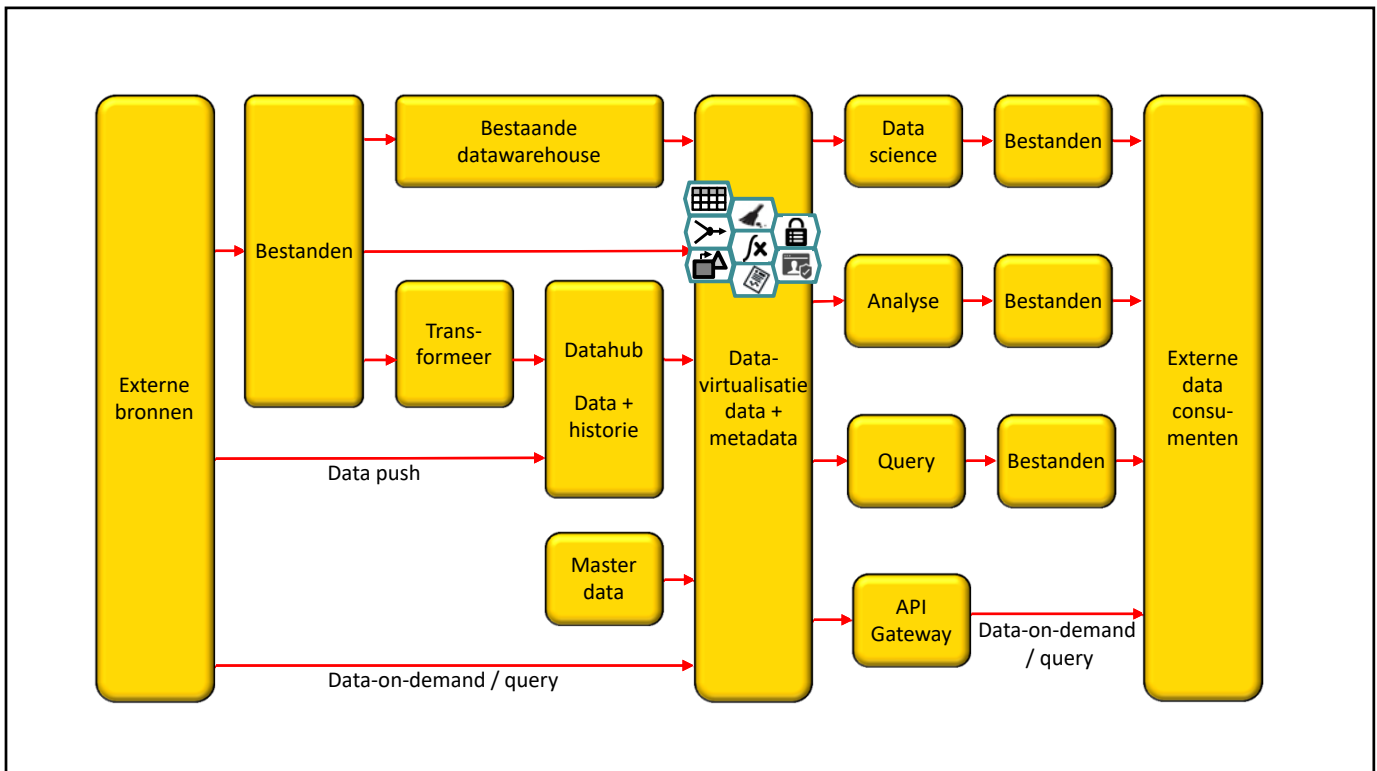 Externe
bronnen
Bestanden
Bestaande
datawarehouse
Trans-
formeer
Datahub
Data +
historie
Data push
Master
data
Data-on-demand / query
Data-
virtualisatie
data +
metadata
∫x
Data
science
Bestanden
Analyse
Bestanden
Query
Bestanden
API
Gateway
Data-on-demand
/ query
Externe
data
consu-
menten